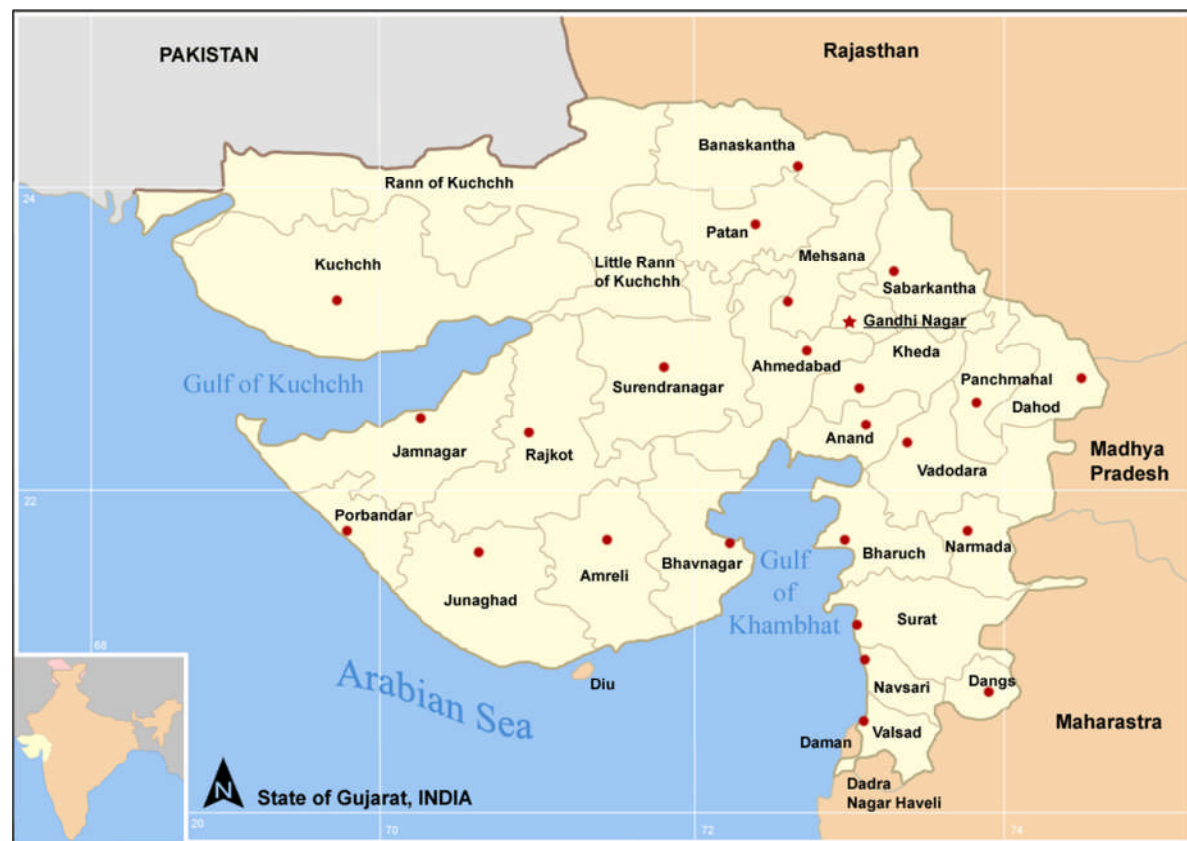 PAKISTAN
Rajasthan
Banaskantha
Rann of Kuchchh
24
Patan
Mehsana
Kuchchh
Little Rann
of Kuchchh
Sabarkantha
Gandhi Nagar
Kheda
Ahmedabad
Gulf of Kuchchh
Surendranagar
Panchmahal
Dahod
Anand
Jamnagar
Rajkot
Vadodara
Madhya
Pradesh
22
Porbandar
Bharuch
Narmada
Junaghad
Amreli
Bhavnagar
Gulf
of
Khambhat
Surat
68
Arabian Sea
Diu
Navsari
Dangs
Maharastra
Daman
Valsad
Dadra
Nagar Haveli
N
State of Gujarat, INDIA
20
70
72
74